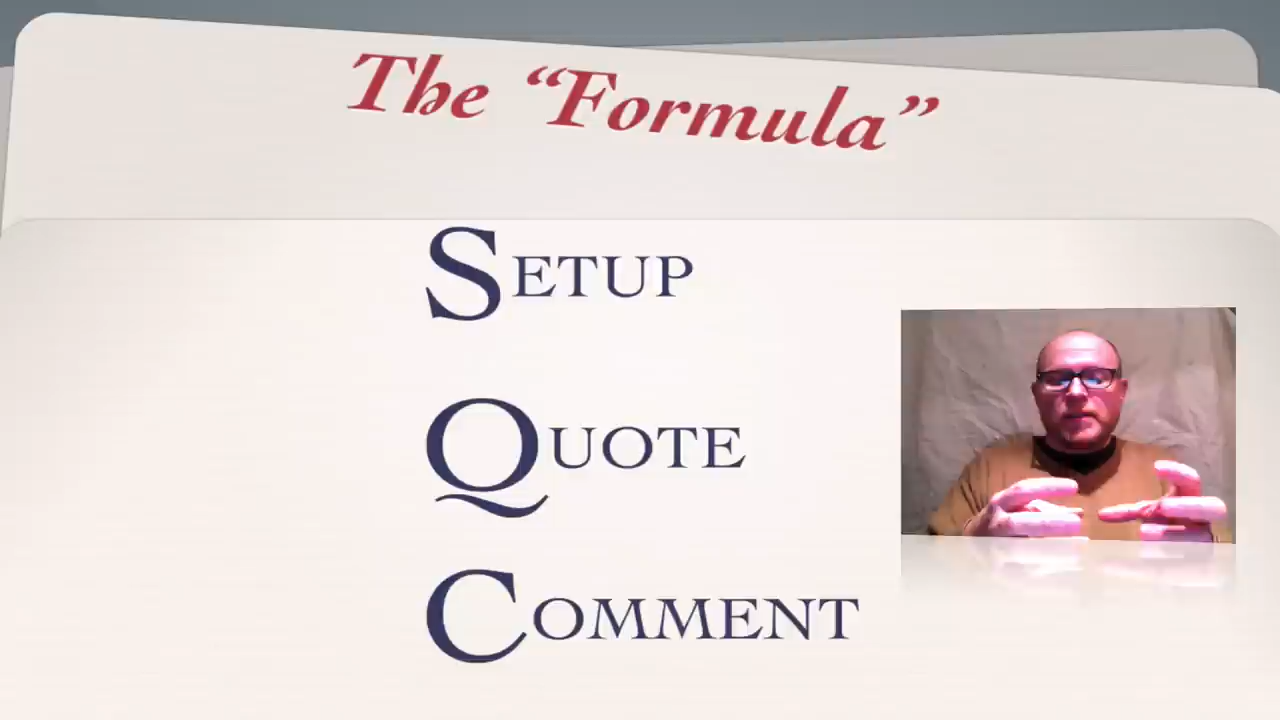 The “Formula”
SETUP
QUOTE
COMMENT